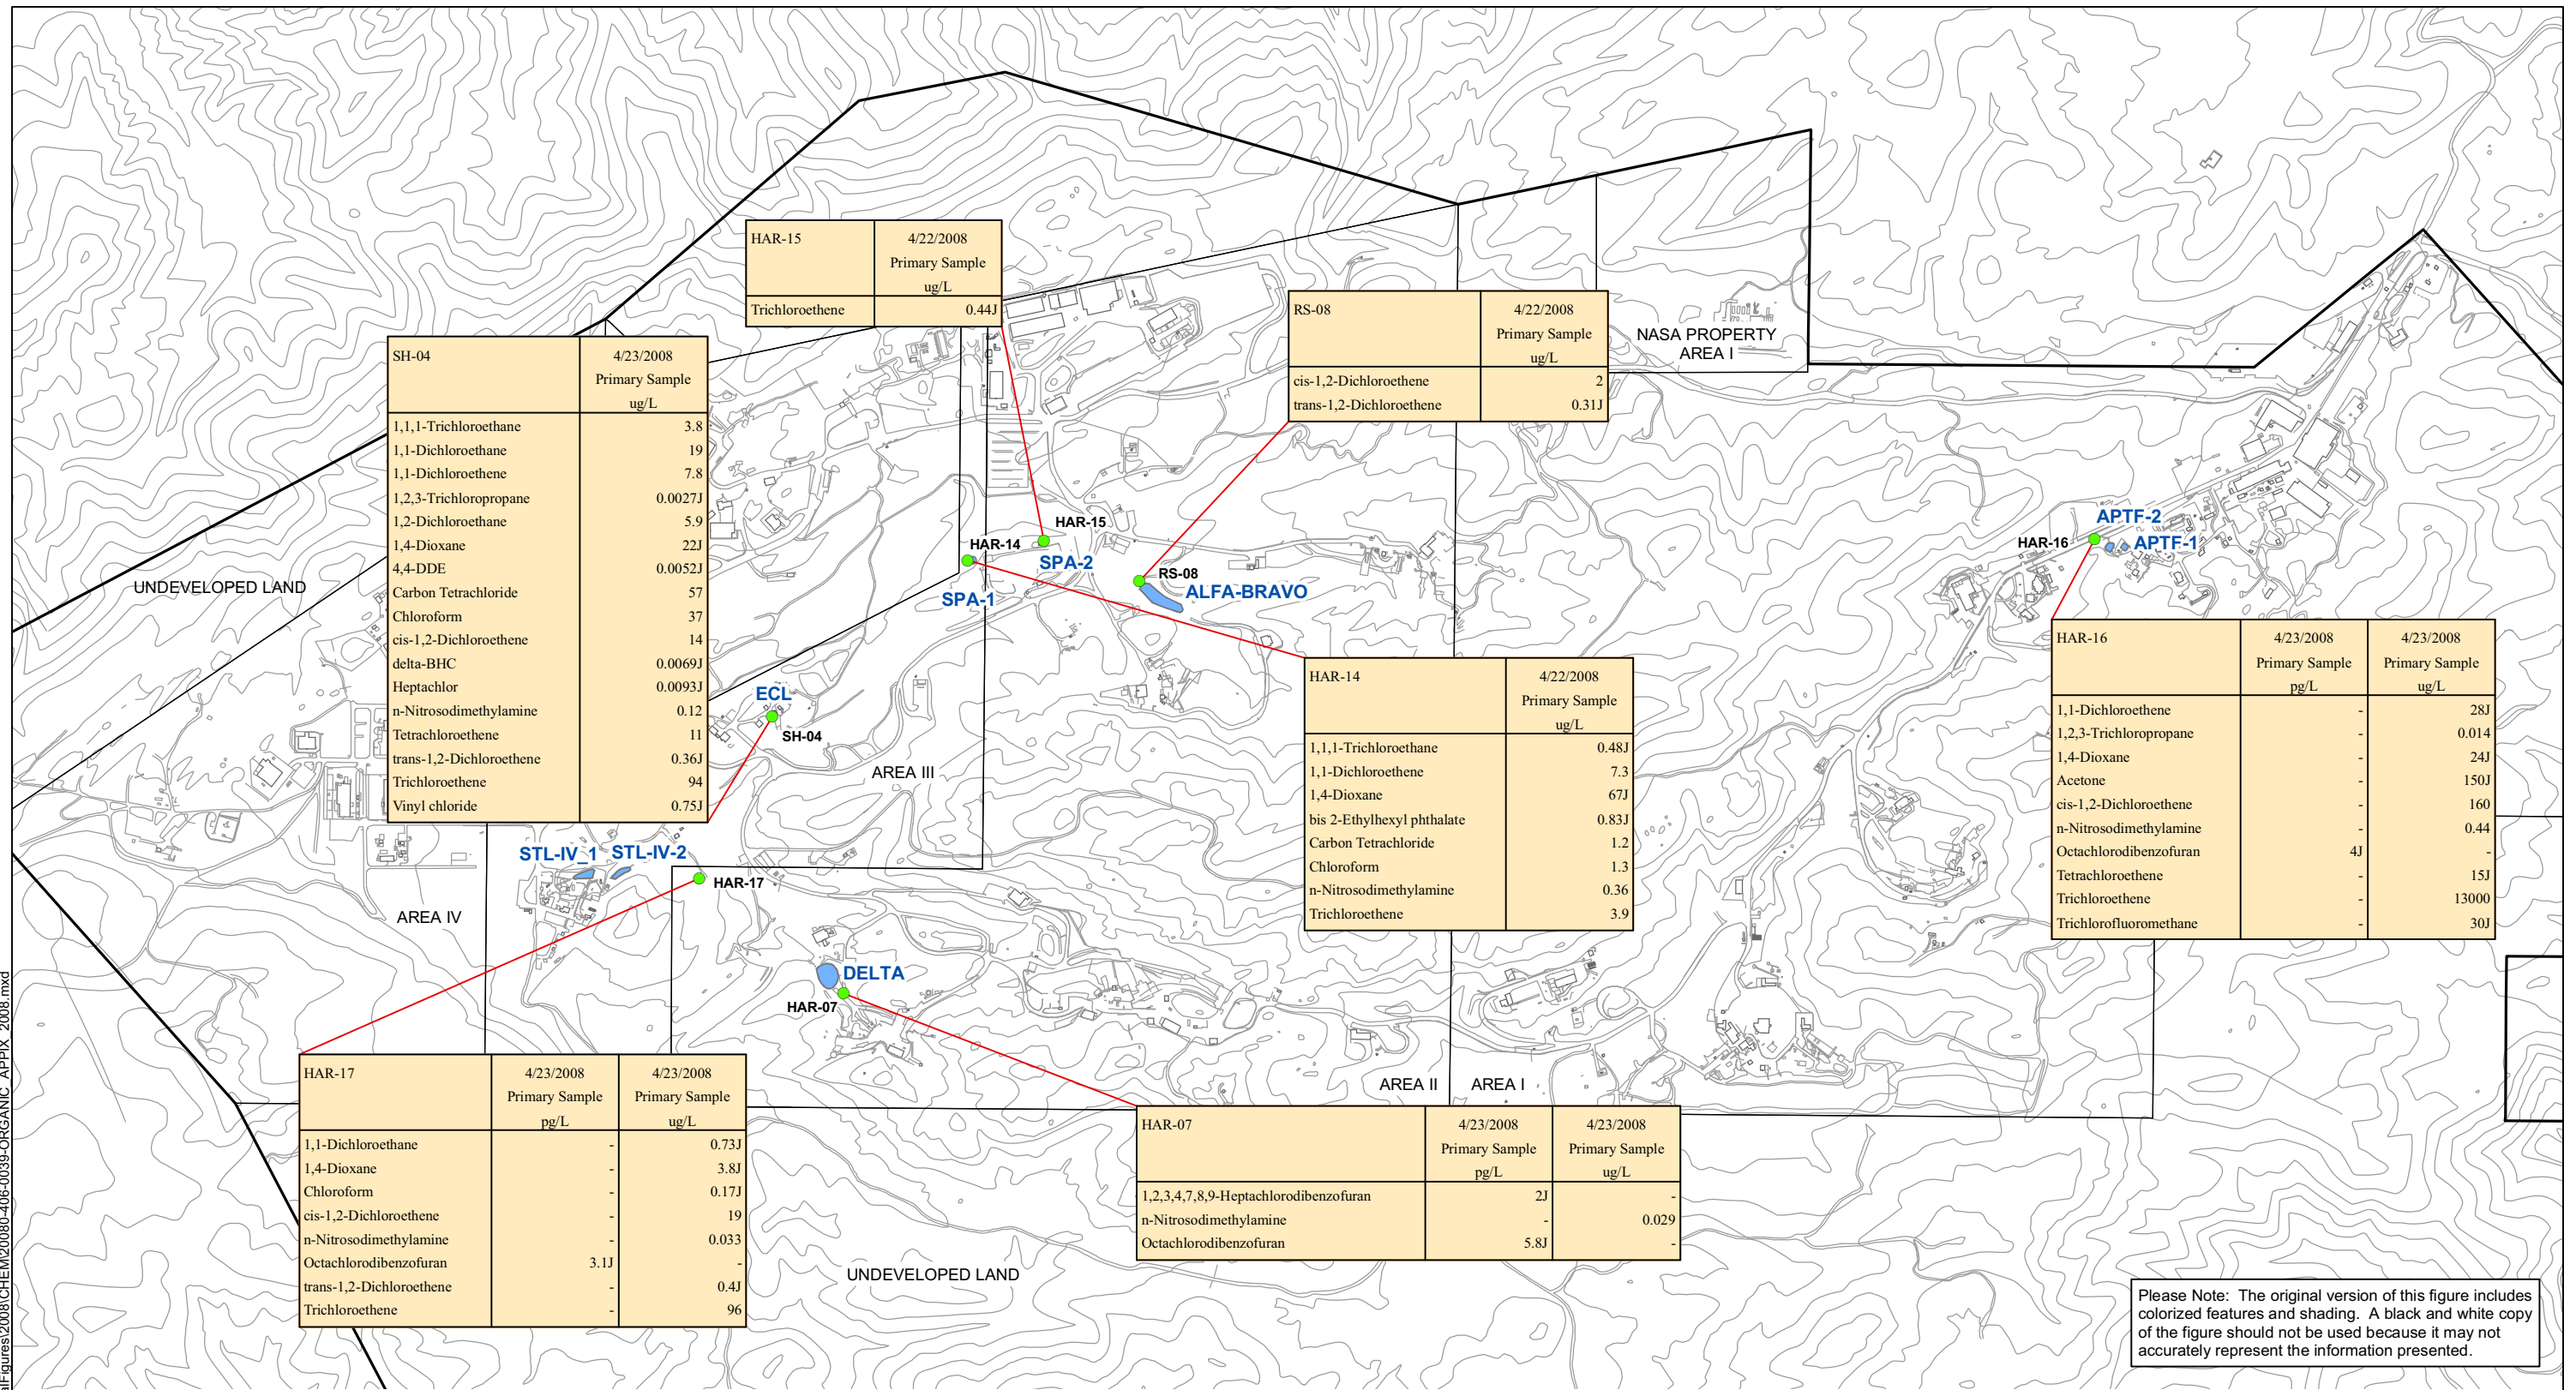 HAR-15 4/22/2008
Primary Sample
ug/L
Trichloroethene 0.44J
RS-08 4/22/2008
Primary Sample
ug/L
cis-1,2-Dichloroethene 2
trans-1,2-Dichloroethene 0.31J
NASA PROPERTY
AREA I
SH-04 4/23/2008
Primary Sample
ug/L
1,1,1-Trichloroethane 3.8
1,1-Dichloroethane 19
1,1-Dichloroethene 7.8
1,2,3-Trichloropropane 0.0027J
1,2-Dichloroethane 5.9
1,4-Dioxane 22J
4,4-DDE 0.0052J
Carbon Tetrachloride 57
Chloroform 37
cis-1,2-Dichloroethene 14
delta-BHC 0.0069J
Heptachlor 0.0093J
n-Nitrosodimethylamine 0.12
Tetrachloroethene 11
trans-1,2-Dichloroethene 0.36J
Trichloroethene 94
Vinyl chloride 0.75J
UNDEVELOPED LAND
HAR-15
HAR-14
SPA-2
SPA-1
RS-08
ALFA-BRAVO
APTF-2
HAR-16
APTF-1
ECL
SH-04
AREA III
HAR-14 4/22/2008
Primary Sample
ug/L
1,1,1-Trichloroethane 0.48J
1,1-Dichloroethene 7.3
1,4-Dioxane 67J
bis 2-Ethylhexyl phthalate 0.83J
Carbon Tetrachloride 1.2
Chloroform 1.3
n-Nitrosodimethylamine 0.36
Trichloroethene 3.9
HAR-16 4/23/2008 4/23/2008
Primary Sample Primary Sample
pg/L ug/L
1,1-Dichloroethene - 28J
1,2,3-Trichloropropane - 0.014
1,4-Dioxane - 24J
Acetone - 150J
cis-1,2-Dichloroethene - 160
n-Nitrosodimethylamine - 0.44
Octachlorodibenzofuran 4J -
Tetrachloroethene - 15J
Trichloroethene - 13000
Trichlorofluoromethane - 30J
STL-IV_1 STL-IV-2
HAR-17
AREA IV
DELTA
HAR-07
AREA II AREA I
HAR-17 4/23/2008 4/23/2008
Primary Sample Primary Sample
pg/L ug/L
1,1-Dichloroethane - 0.73J
1,4-Dioxane - 3.8J
Chloroform - 0.17J
cis-1,2-Dichloroethene - 19
n-Nitrosodimethylamine - 0.033
Octachlorodibenzofuran 3.1J -
trans-1,2-Dichloroethene - 0.4J
Trichloroethene - 96
HAR-07 4/23/2008 4/23/2008
Primary Sample Primary Sample
pg/L ug/L
1,2,3,4,7,8,9-Heptachlorodibenzofuran 2J -
n-Nitrosodimethylamine - 0.029
Octachlorodibenzofuran 5.8J -
UNDEVELOPED LAND
Please Note: The original version of this figure includes
colorized features and shading. A black and white copy
of the figure should not be used because it may not
accurately represent the information presented.